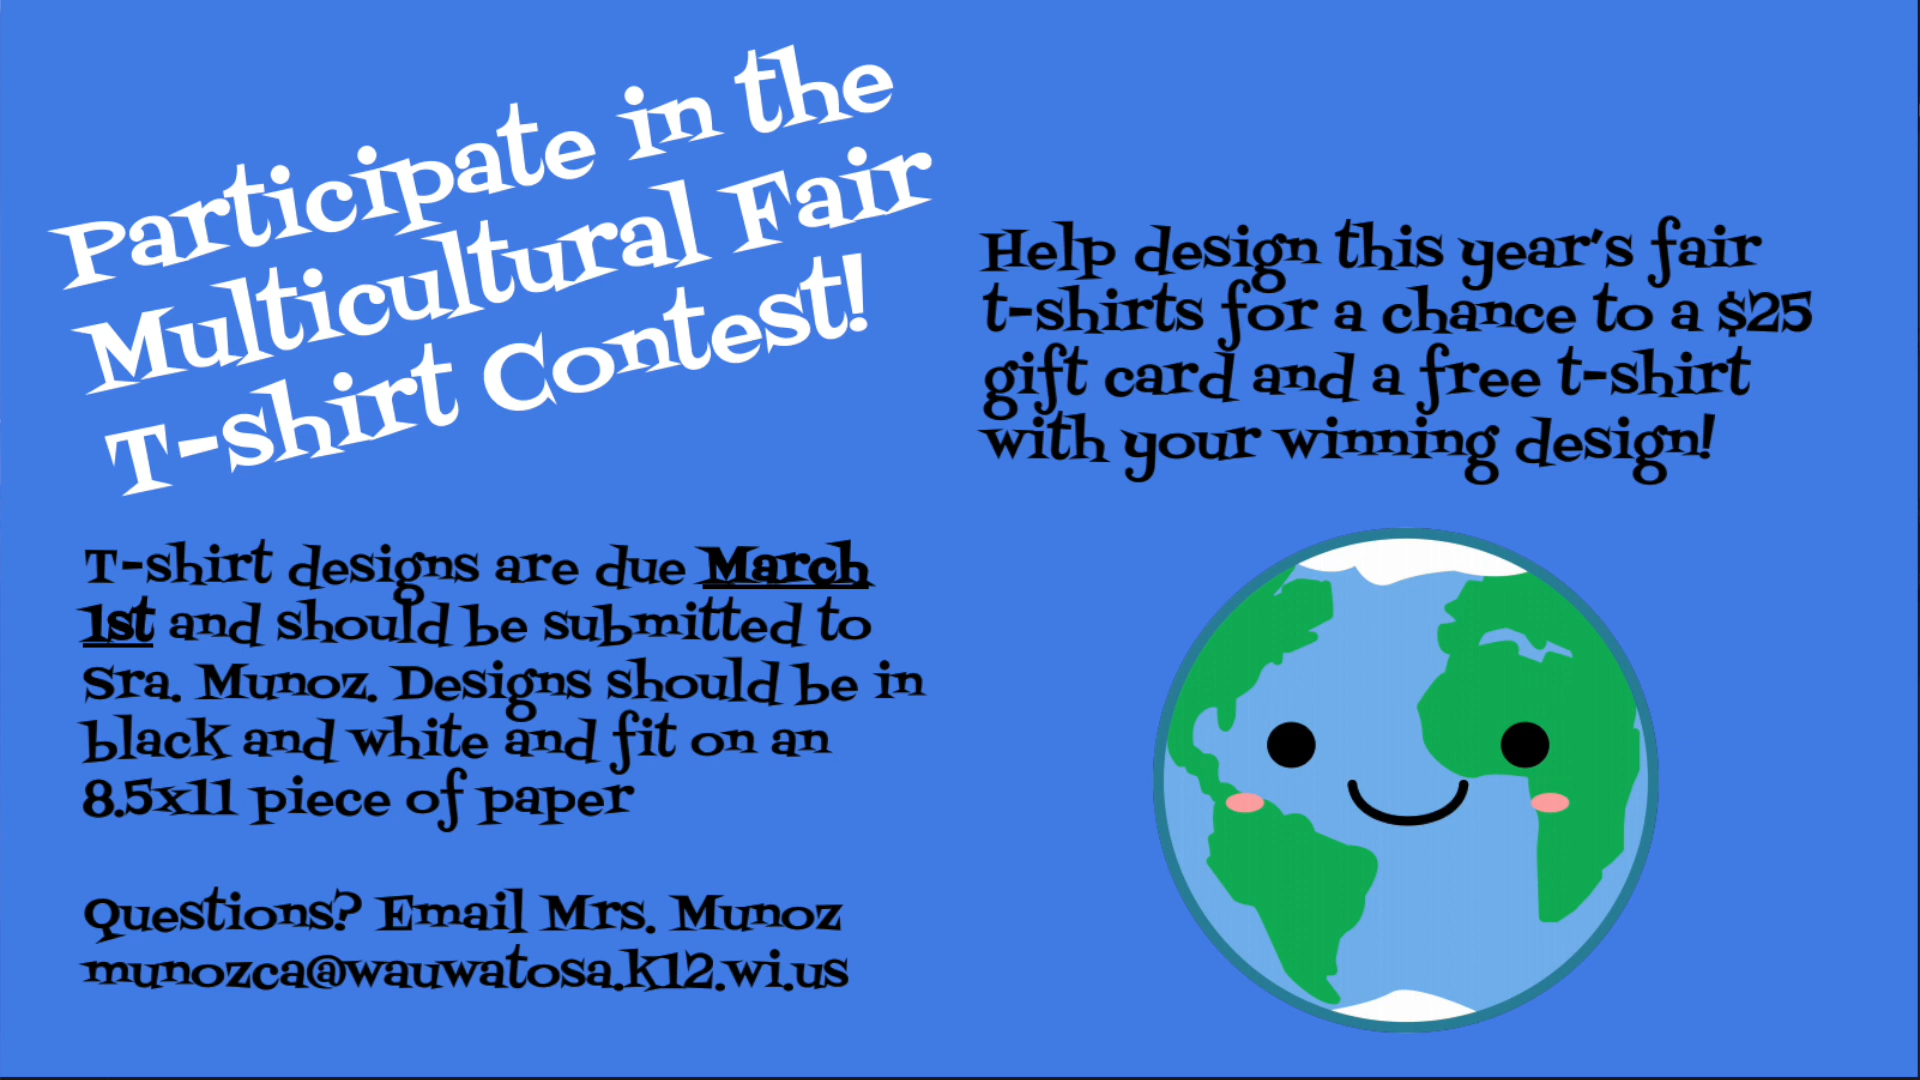 Participate in the
Multicultural Fair
T-shirt Contest!
Help design this year's fair
t-shirts for a chance to a $25
gift card and a free t-shirt
with your winning design!
T-shirt designs are due March
1st and should be submitted to
Sra. Munoz. Designs should be in
black and white and fit on an
8.5x11 piece of paper
Questions? Email Mrs. Munoz
munozca@wauwatosa.k12.wi.us